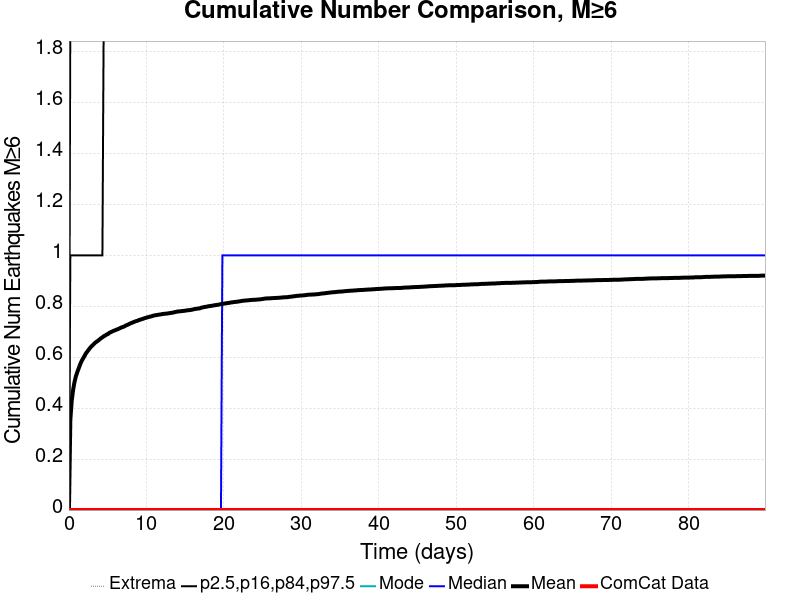 Cumulative Number Comparison, M≥6
Cumulative Num Earthquakes M≥6
1.8
1.6
1.4
1.2
1
0.8
0.6
0.4
0.2
0
0 10 20 30 40 50 60 70 80
Time (days)
Extrema p2.5,p16,p84,p97.5 Mode Median Mean ComCat Data